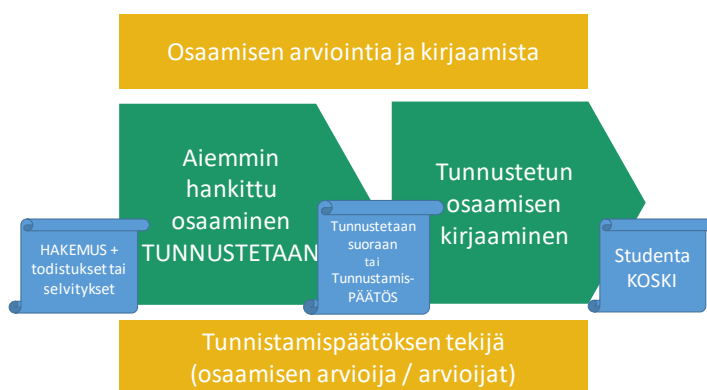 Osaamisen arviointia ja kirjaamista
Aiemmin
hankittu
osaaminen
TUNNUSTETAAN
Tunnustetun
osaamisen
kirjaaminen
HAKEMUS +
todistukset tai
selvitykset
Tunnustetaan
suoraan
tai
Tunnustamis-
PÄÄTÖS
Studenta
KOSKI
Tunnistamispäätöksen tekijä
(osaamisen arvioija / arvioijat)